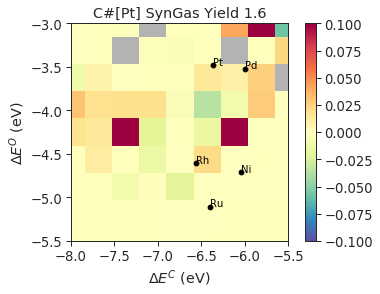 C#[Pt] SynGas Yield 1.6
−3.0
−3.5
−4.0
−4.5
−5.0
−5.5
ΔE^O (eV)
Pt
Pd
Rh
Ni
Ru
−8.0 −7.5 −7.0 −6.5 −6.0 −5.5
ΔE^C (eV)
0.100
0.075
0.050
0.025
0.000
−0.025
−0.050
−0.075
−0.100